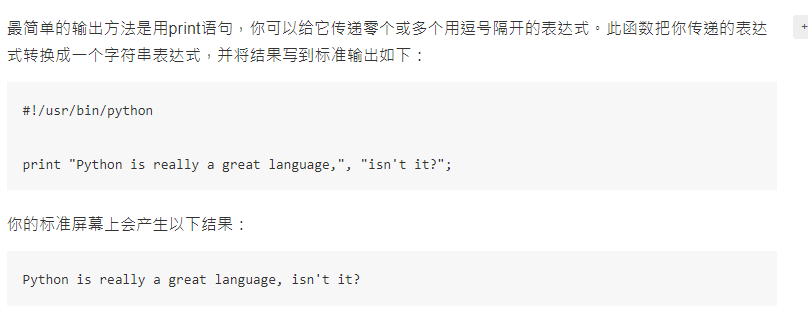 最简单的输出方法是用print语句，你可以给它传递零个或多个用逗号隔开的表达式。此函数把你传递的表达
式转换成一个字符串表达式，并将结果写到标准输出如下：
#!/usr/bin/python
print "Python is really a great language,", "isn't it?";
你的标准屏幕上会产生以下结果：
Python is really a great language, isn't it?
+